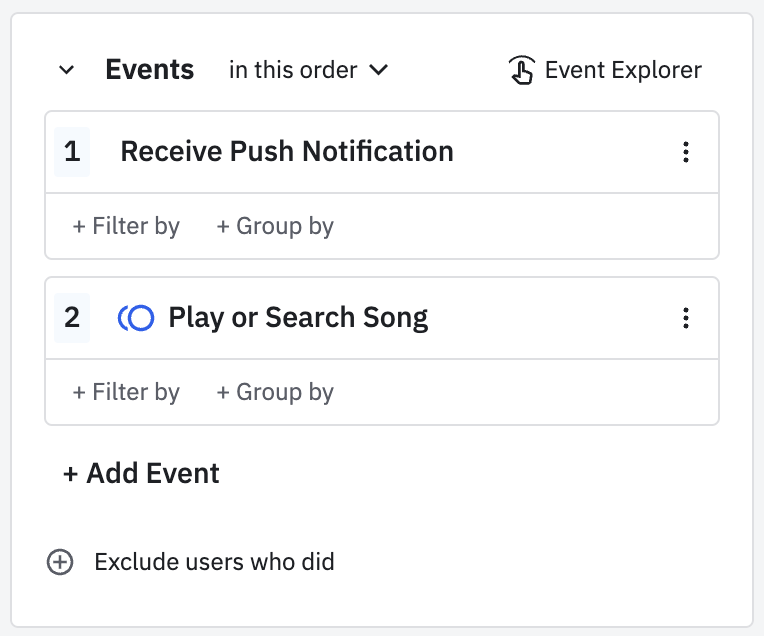 Events in this order Event Explorer
1 Receive Push Notification
+ Filter by + Group by
2 Play or Search Song
+ Filter by + Group by
+ Add Event
Exclude users who did